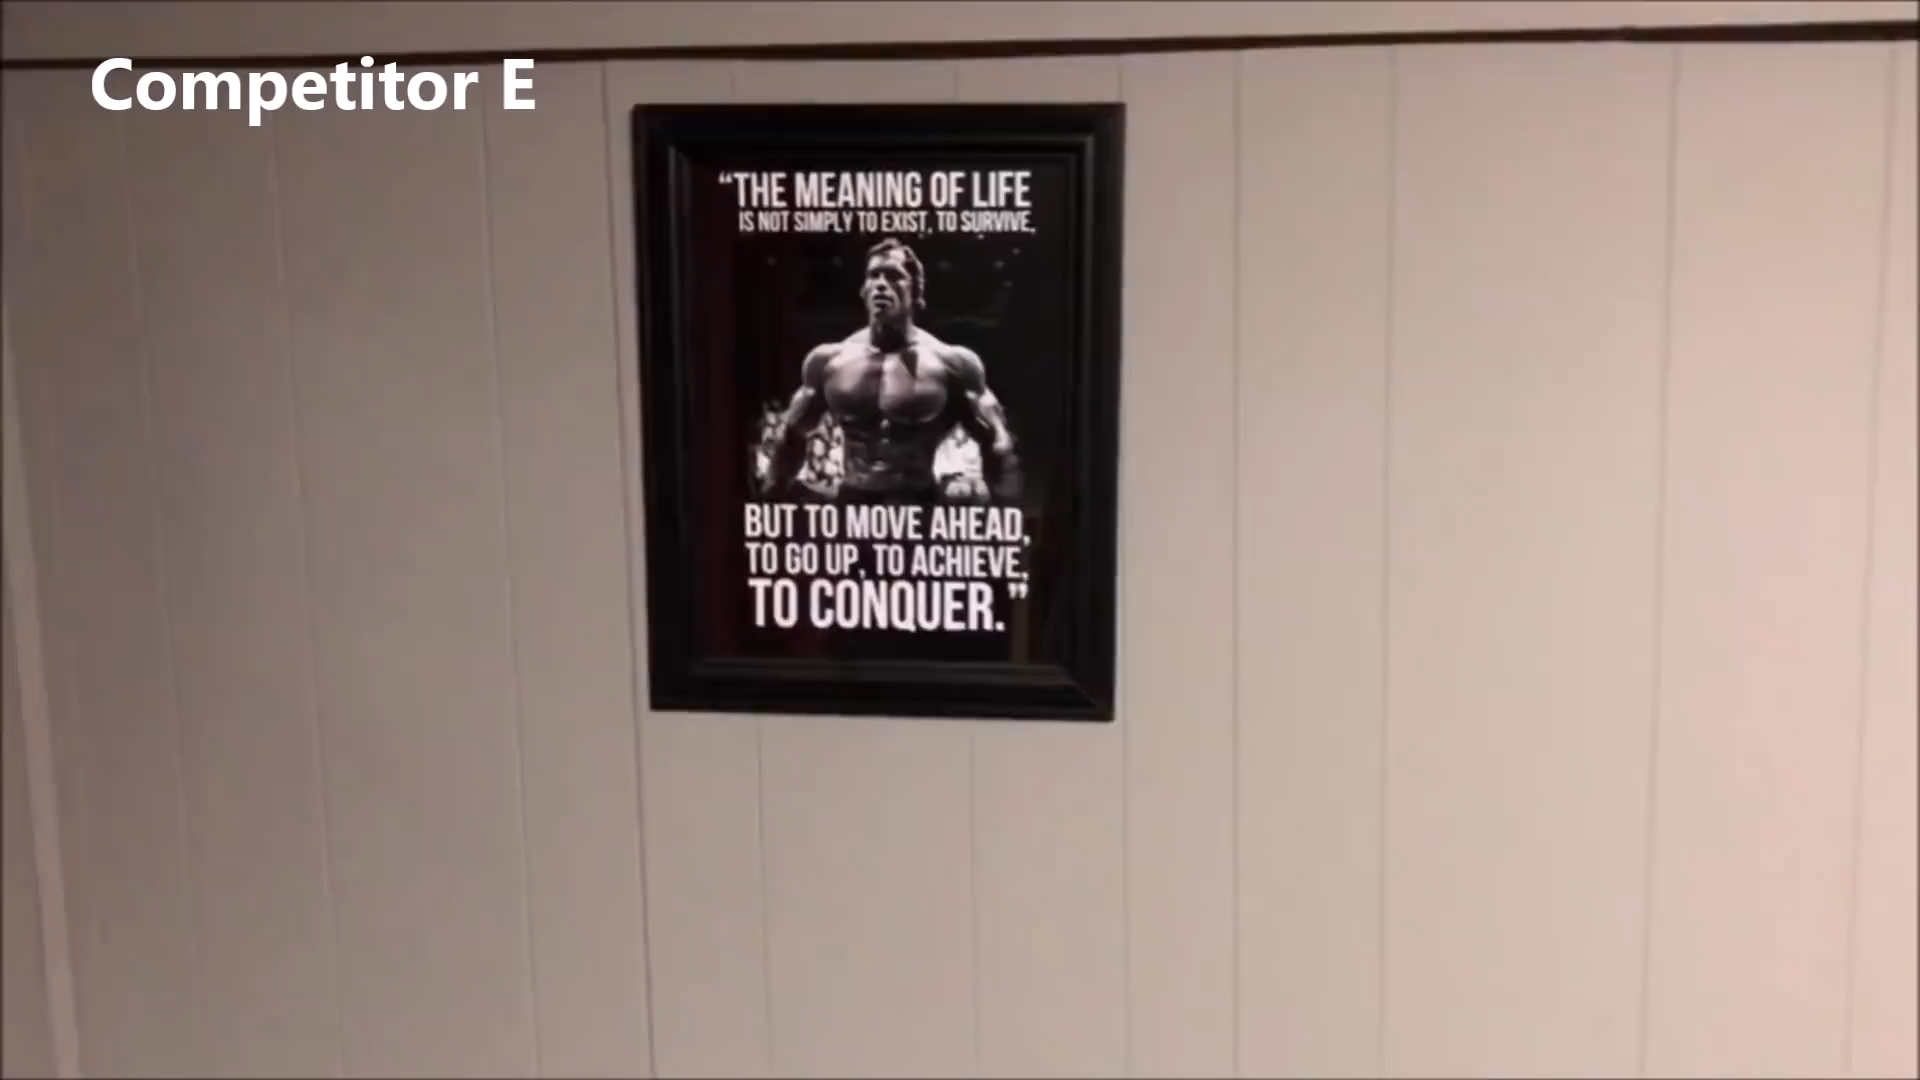 Competitor E
“THE MEANING OF LIFE
IS NOT SIMPLY TO EXIST, TO SURVIVE,
BUT TO MOVE AHEAD,
TO GO UP, TO ACHIEVE,
TO CONQUER.”